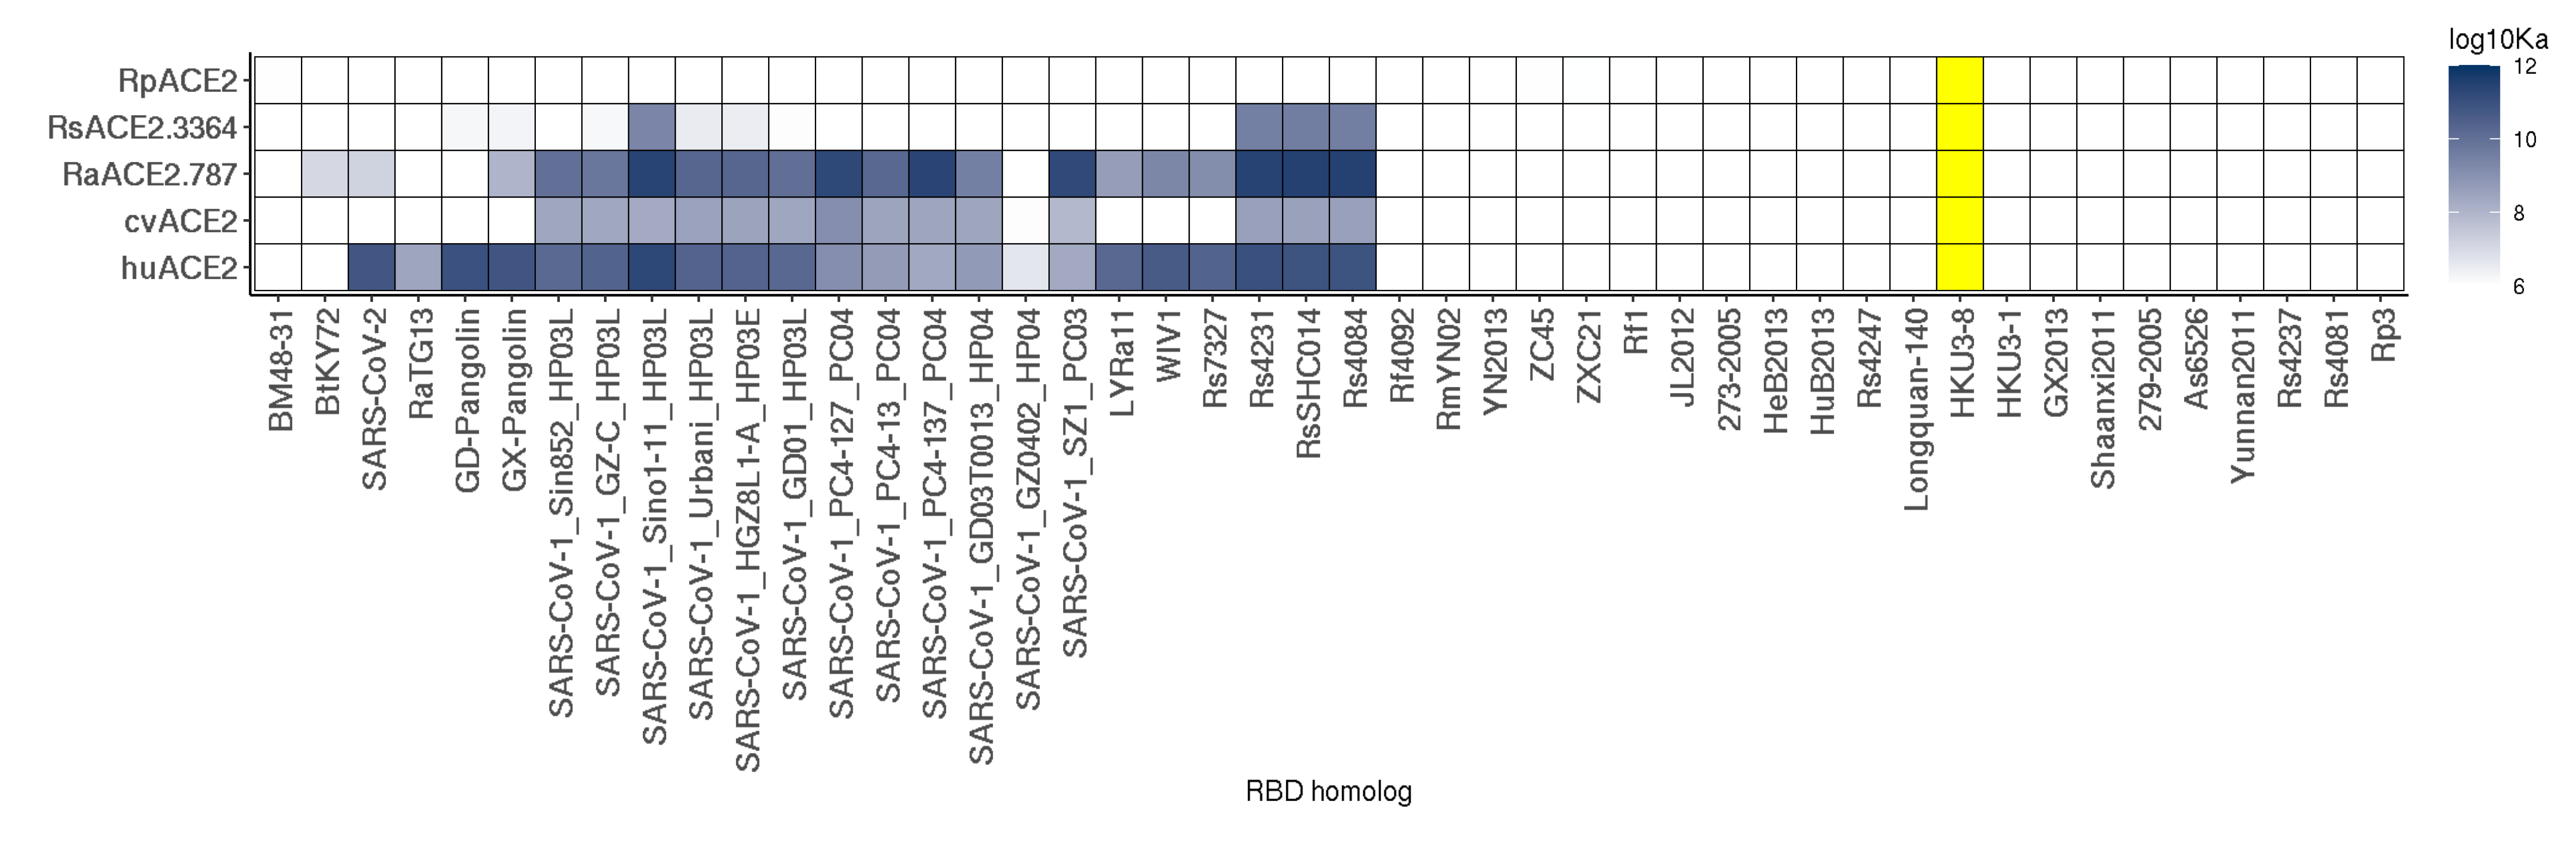 log10Ka
12
10
8
6
RpACE2
RsACE2.3364
RaACE2.787
cvACE2
huACE2
BM48-31
BtKY72
SARS-CoV-2
RaTG13
GD-Pangolin
GX-Pangolin
SARS-CoV-1_Sin852_HP03L
SARS-CoV-1_GZ-C_HP03L
SARS-CoV-1_Sino1-11_HP03L
SARS-CoV-1_Urbani_HP03L
SARS-CoV-1_HGZ8L1-A_HP03E
SARS-CoV-1_GD01_HP03L
SARS-CoV-1_PC4-127_PC04
SARS-CoV-1_PC4-13_PC04
SARS-CoV-1_PC4-137_PC04
SARS-CoV-1_GD03T0013_HP04
SARS-CoV-1_GZ0402_HP04
SARS-CoV-1_SZ1_PC03
LYRa11
WIV1
Rs7327
Rs4231
RsSHC014
Rs4084
Rf4092
RmYN02
YN2013
ZC45
ZXC21
Rf1
JL2012
273-2005
HeB2013
HuB2013
Rs4247
Longquan-140
HKU3-8
HKU3-1
GX2013
Shaanxi2011
279-2005
As6526
Yunnan2011
Rs4237
Rs4081
Rp3
RBD homolog